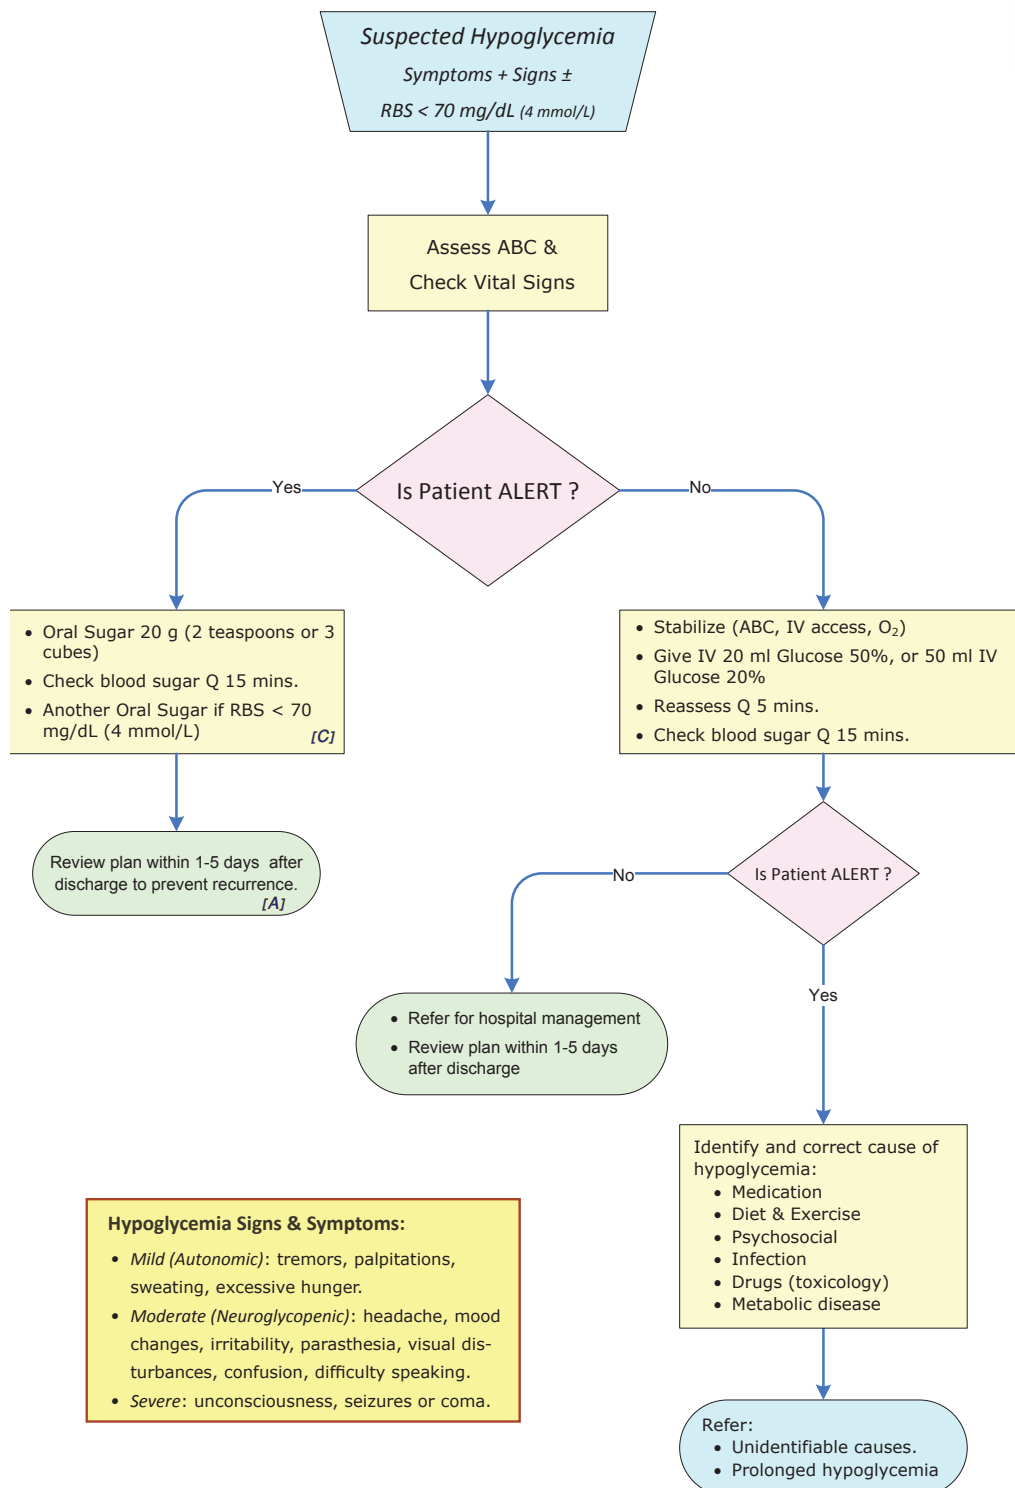 Suspected Hypoglycemia
Symptoms + Signs ±
RBS < 70 mg/dL (4 mmol/L)
Assess ABC &
Check Vital Signs
Is Patient ALERT ?
Yes
No
• Oral Sugar 20 g (2 teaspoons or 3
cubes)
• Check blood sugar Q 15 mins.
• Another Oral Sugar if RBS < 70
mg/dL (4 mmol/L)
[C]
• Stabilize (ABC, IV access, O₂)
• Give IV 20 ml Glucose 50%, or 50 ml IV
Glucose 20%
• Reassess Q 5 mins.
• Check blood sugar Q 15 mins.
Review plan within 1-5 days after
discharge to prevent recurrence.
[A]
Is Patient ALERT ?
No
Yes
• Refer for hospital management
• Review plan within 1-5 days
after discharge
Identify and correct cause of
hypoglycemia:
• Medication
• Diet & Exercise
• Psychosocial
• Infection
• Drugs (toxicology)
• Metabolic disease
Hypoglycemia Signs & Symptoms:
• Mild (Autonomic): tremors, palpitations,
sweating, excessive hunger.
• Moderate (Neuroglycopenic): headache, mood
changes, irritability, parasthesia, visual dis-
turbances, confusion, difficulty speaking.
• Severe: unconsciousness, seizures or coma.
Refer:
• Unidentifiable causes.
• Prolonged hypoglycemia